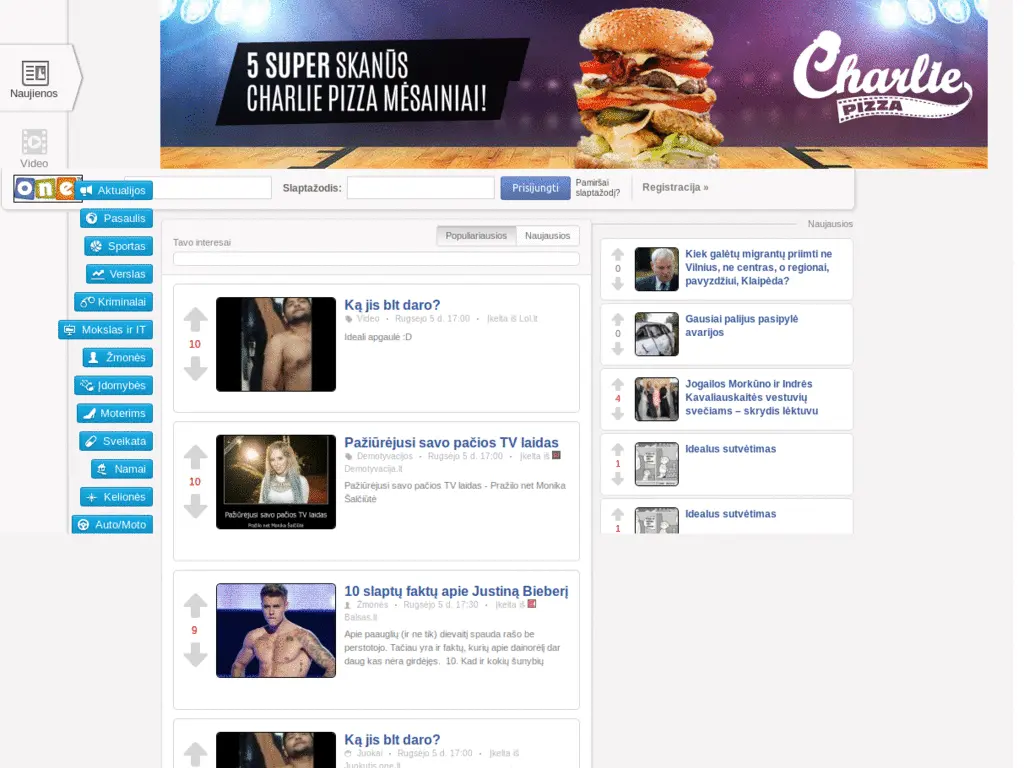 5 SUPER SKANŪS
CHARLIE PIZZA MĖSAINIAI!
Charlie
PIZZA
Naujienos
Video
one
Slaptažodis:
Prisijungti
Pamiršai
slaptažodį?
Registracija »
Aktualijos
Pasaulis
Sportas
Verslas
Kriminalai
Mokslas ir IT
Žmonės
Įdomybės
Moterims
Sveikata
Namai
Kelionės
Auto/Moto
Tavo interesai
Populiariausios
Naujausios
10
Ką jis blt daro?
Video • Rugsėjo 5 d. 17:00 • Įkelta iš Lol.lt
Ideali apgaulė :D
10
Pažiūrėjusi savo pačios TV laidas
Demotyvacijos • Rugsėjo 5 d. 17:00 • Įkelta iš
Demotyvacija.lt
Pažiūrėjusi savo pačios TV laidas - Pražilo net Monika
Šalčiūtė
Pažiūrėjusi savo pačios TV laidas
Pražilo net Monika Šalčiūtė
9
10 slaptų faktų apie Justiną Bieberį
Žmonės • Rugsėjo 5 d. 17:30 • Įkelta iš
Balsas.lt
Apie paauglių (ir ne tik) dievaitį spauda rašo be
perstotojo. Tačiau yra ir faktų, kurių apie dainorėlį dar
daug kas nėra girdėjęs. 10. Kad ir kokių šunybių
Ką jis blt daro?
Juokai • Rugsėjo 5 d. 17:00 • Įkelta iš
Juokutis.one.lt
Naujausios
0
Kiek galėtų migrantų priimti ne
Vilnius, ne centras, o regionai,
pavyzdžiui, Klaipėda?
0
Gausiai palijus pasipylė
avarijos
4
Jogailos Morkūno ir Indrės
Kavaliauskaitės vestuvių
svečiams – skrydis lėktuvu
1
Idealus sutvėtimas
1
Idealus sutvėtimas